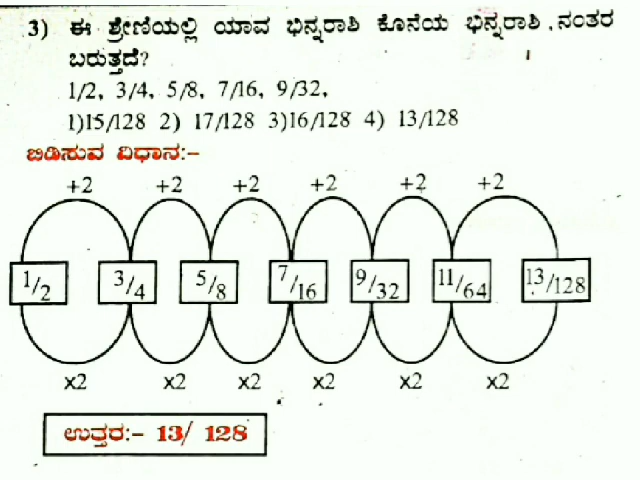 3) ಈ ಶ್ರೇಣಿಯಲ್ಲಿ ಯಾವ ಭಿನ್ನರಾಶಿ ಕೊನೆಯ ಭಿನ್ನರಾಶಿ ನಂತರ
ಬರುತ್ತದೆ?
1/2, 3/4, 5/8, 7/16, 9/32,
1)15/128 2) 17/128 3)16/128 4) 13/128
ಬಿಡಿಸುವ ವಿಧಾನ:-
+2 +2 +2 +2 +2 +2
1/2 3/4 5/8 7/16 9/32 11/64 13/128
x2 x2 x2 x2 x2 x2
ಉತ್ತರ:- 13/ 128